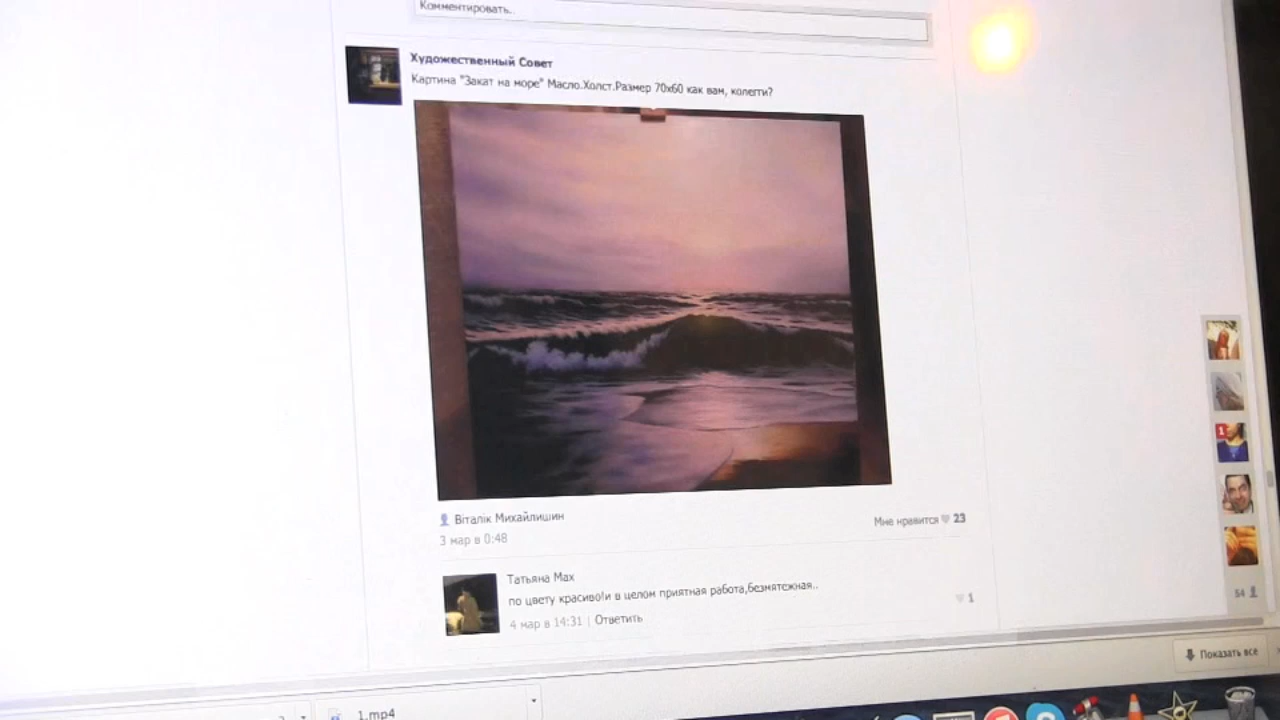 Комментировать..
Художественный Совет
Картина "Закат на море" Масло.Холст.Размер 70х60 как вам, колегги?
Віталік Михайлишин
Мне нравится 23
3 мар в 0:48
Татьяна Мах
по цвету красиво!и в целом приятная работа,безмятежная..
4 мар в 14:31 | Ответить
1
1
54
Показать все
1.mp4